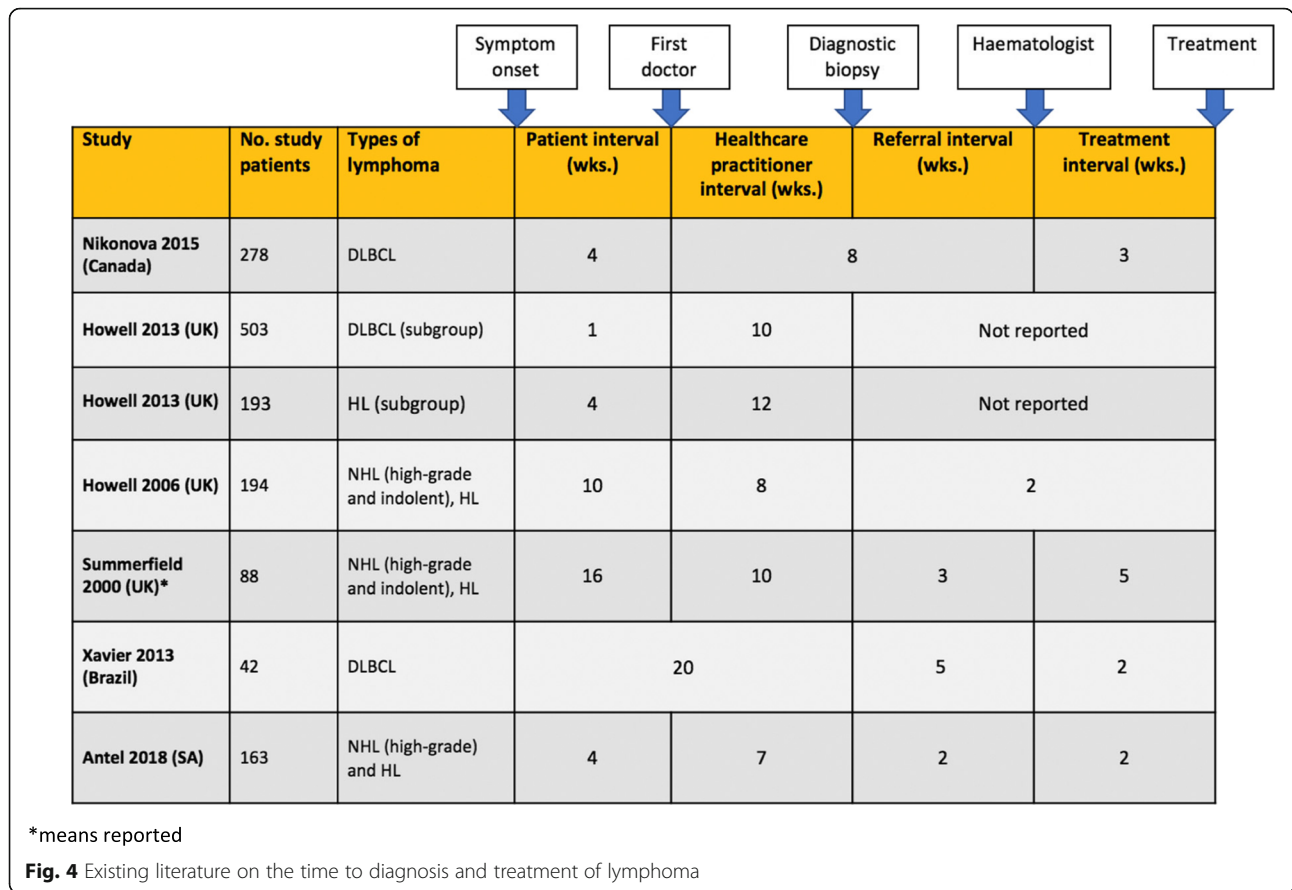 Symptom onset
First doctor
Diagnostic biopsy
Haematologist
Treatment
Study
No. study patients
Types of lymphoma
Patient interval (wks.)
Healthcare practitioner interval (wks.)
Referral interval (wks.)
Treatment interval (wks.)
Nikonova 2015 (Canada)
278
DLBCL
4
8
3
Howell 2013 (UK)
503
DLBCL (subgroup)
1
10
Not reported
Howell 2013 (UK)
193
HL (subgroup)
4
12
Not reported
Howell 2006 (UK)
194
NHL (high-grade and indolent), HL
10
8
2
Summerfield 2000 (UK)*
88
NHL (high-grade and indolent), HL
16
10
3
5
Xavier 2013 (Brazil)
42
DLBCL
20
5
2
Antel 2018 (SA)
163
NHL (high-grade) and HL
4
7
2
2
*means reported
Fig. 4 Existing literature on the time to diagnosis and treatment of lymphoma